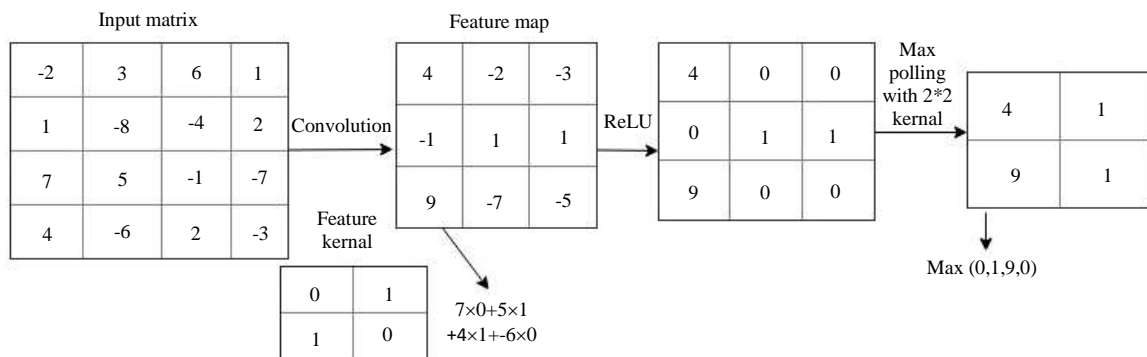 Input matrix
Feature map
-2 3 6 1
1 -8 -4 2
7 5 -1 -7
4 -6 2 -3
Convolution
Feature
kernal
0 1
1 0
4 -2 -3
-1 1 1
9 -7 -5
7×0+5×1
+4×1+-6×0
ReLU
4 0 0
0 1 1
9 0 0
Max
polling
with 2*2
kernal
4 1
9 1
Max (0,1,9,0)